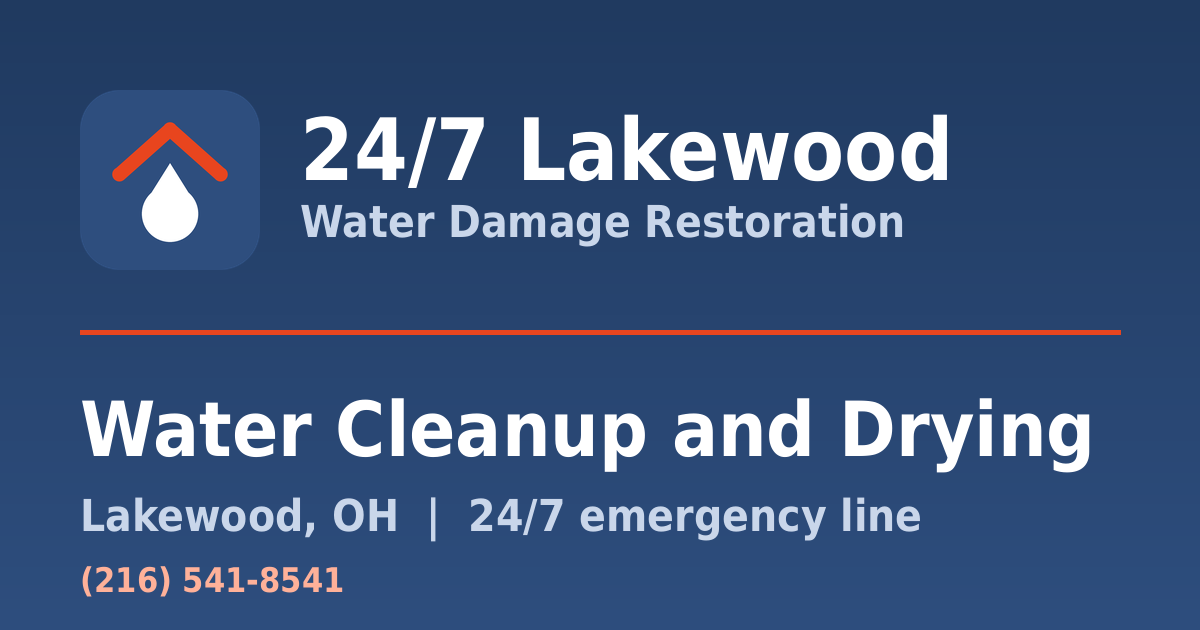 24/7 Lakewood
Water Damage Restoration
Water Cleanup and Drying
Lakewood, OH | 24/7 emergency line
(216) 541-8541